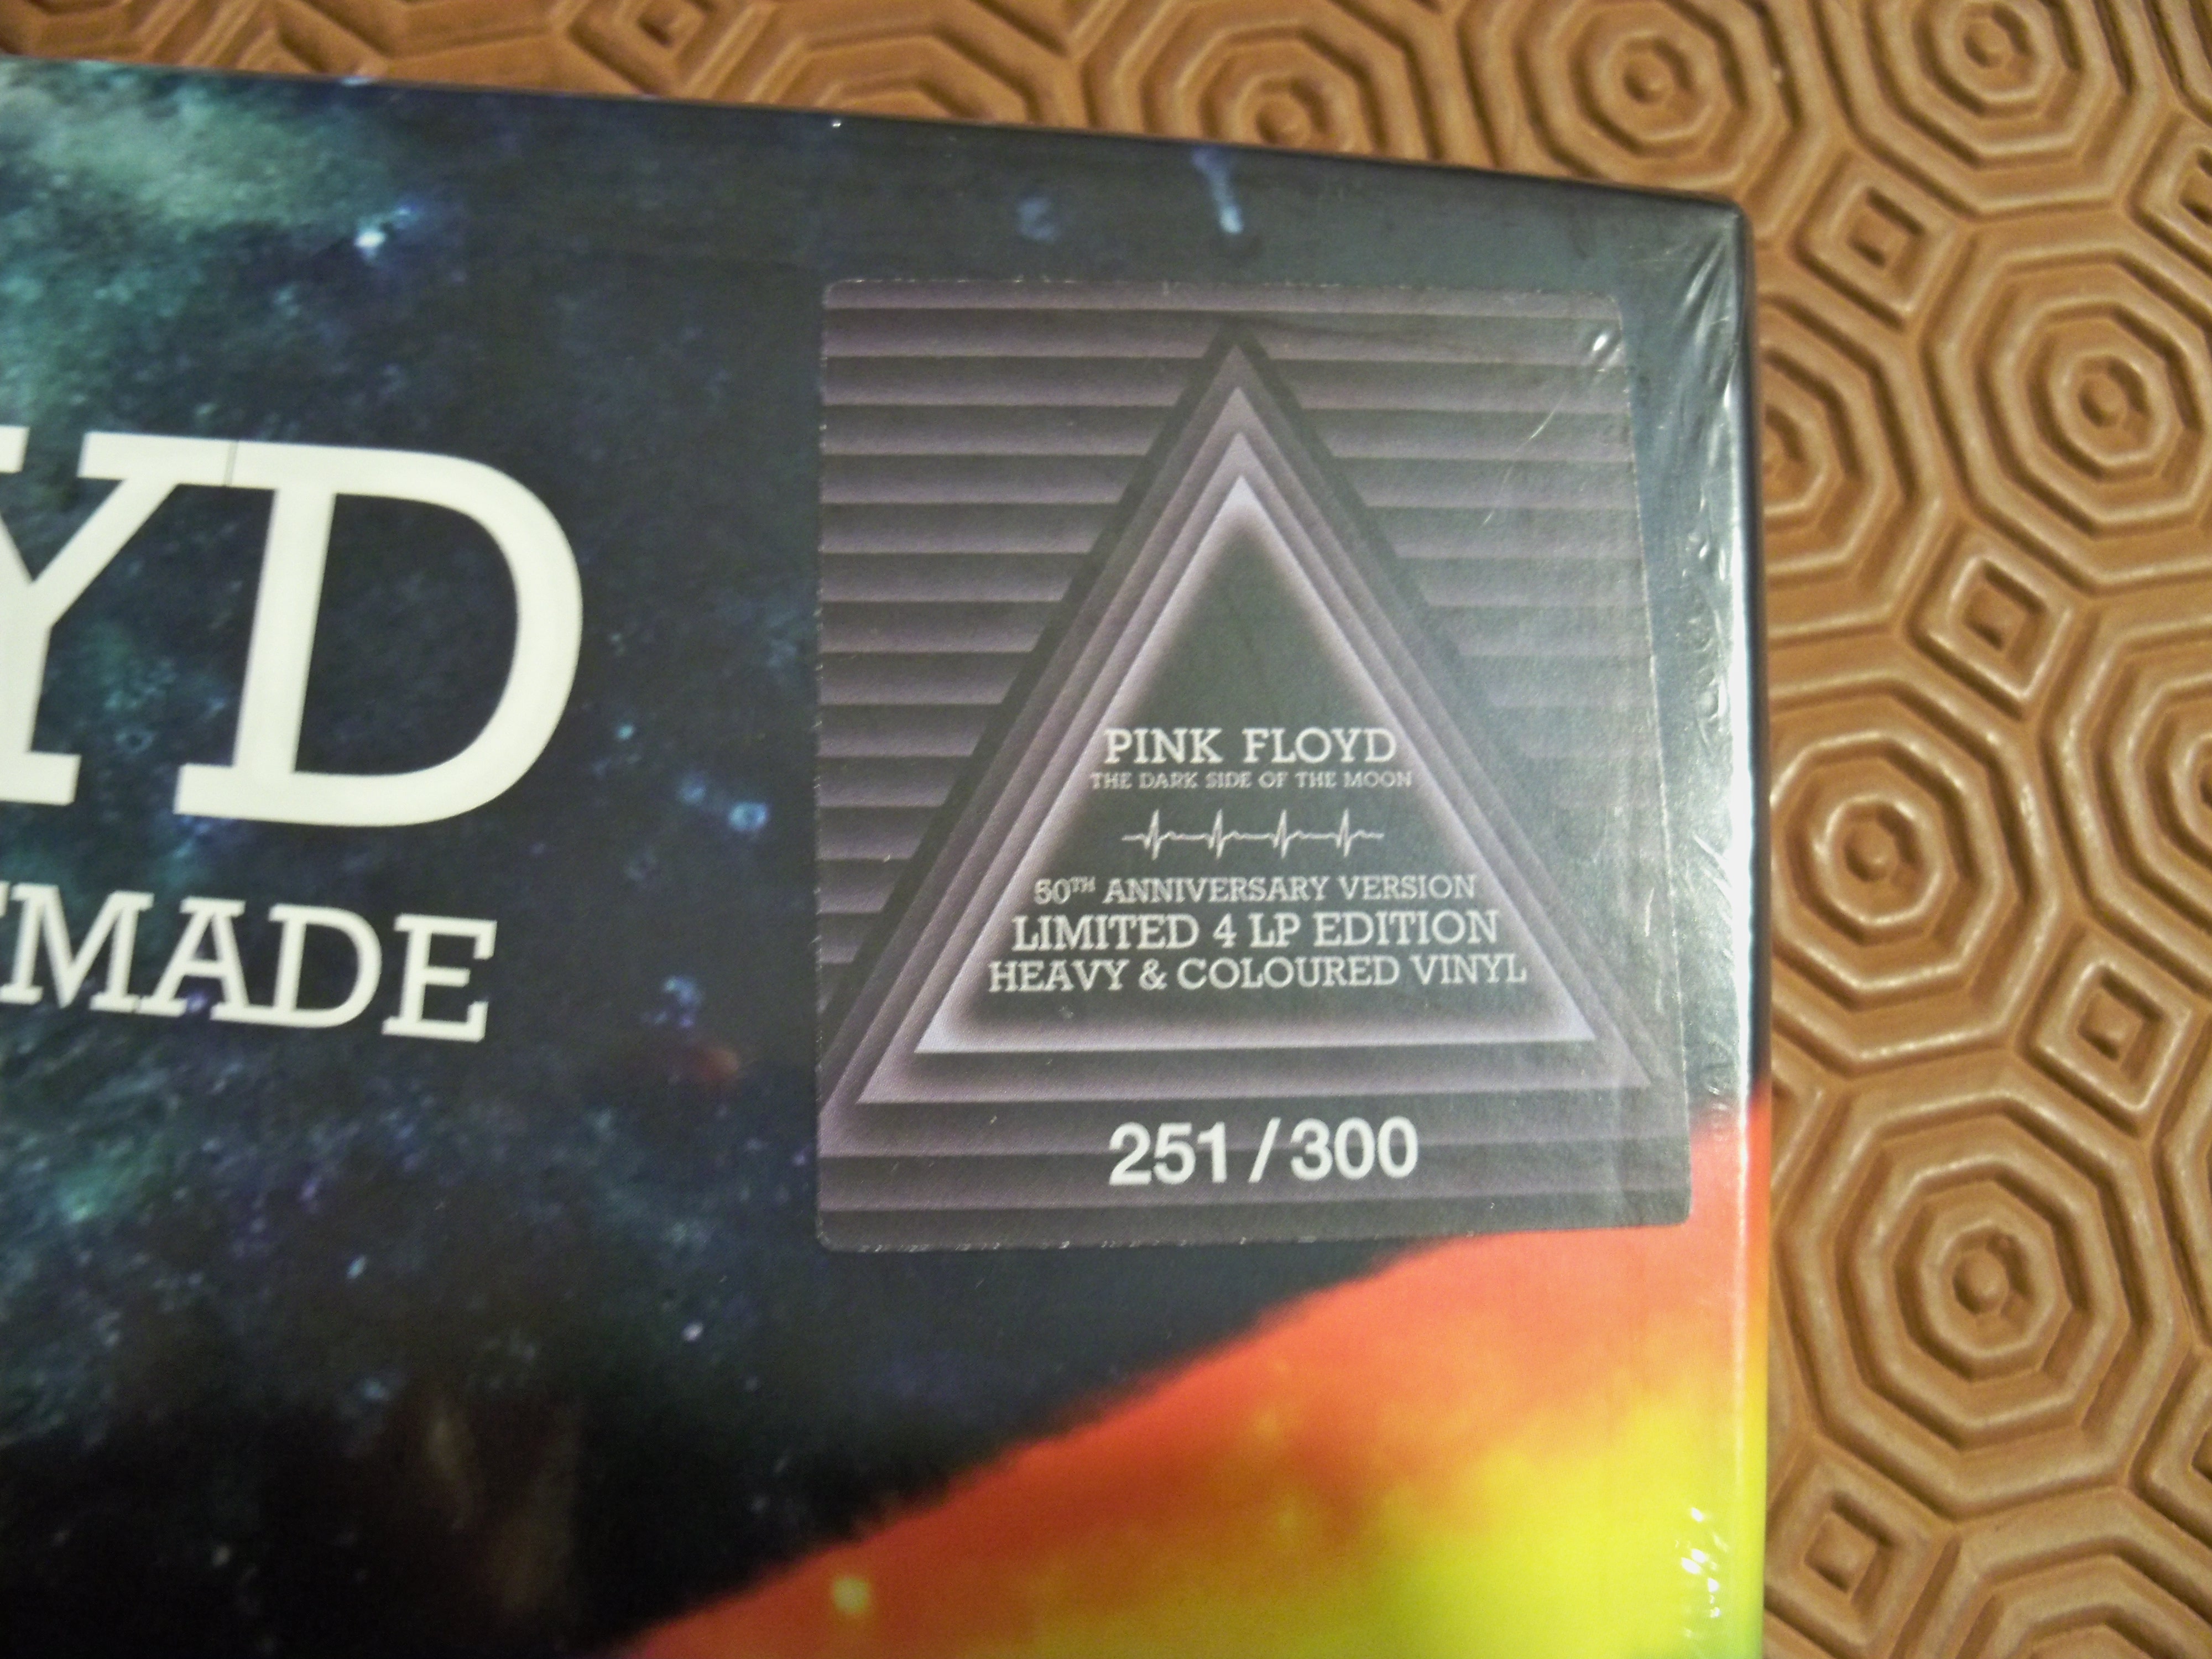 YD
MADE
PINK FLOYD
THE DARK SIDE OF THE MOON
50TH ANNIVERSARY VERSION
LIMITED 4 LP EDITION
HEAVY & COLOURED VINYL
251 / 300